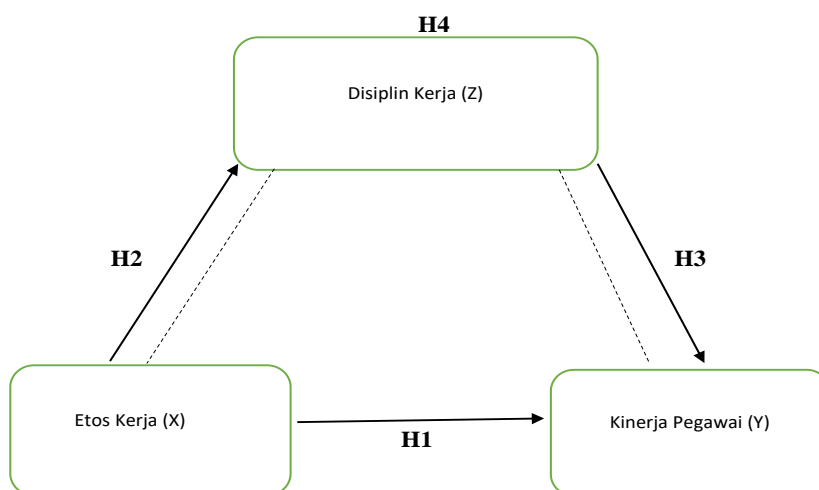 H4
Disiplin Kerja (Z)
H2
H3
Etos Kerja (X)
Kinerja Pegawai (Y)
H1